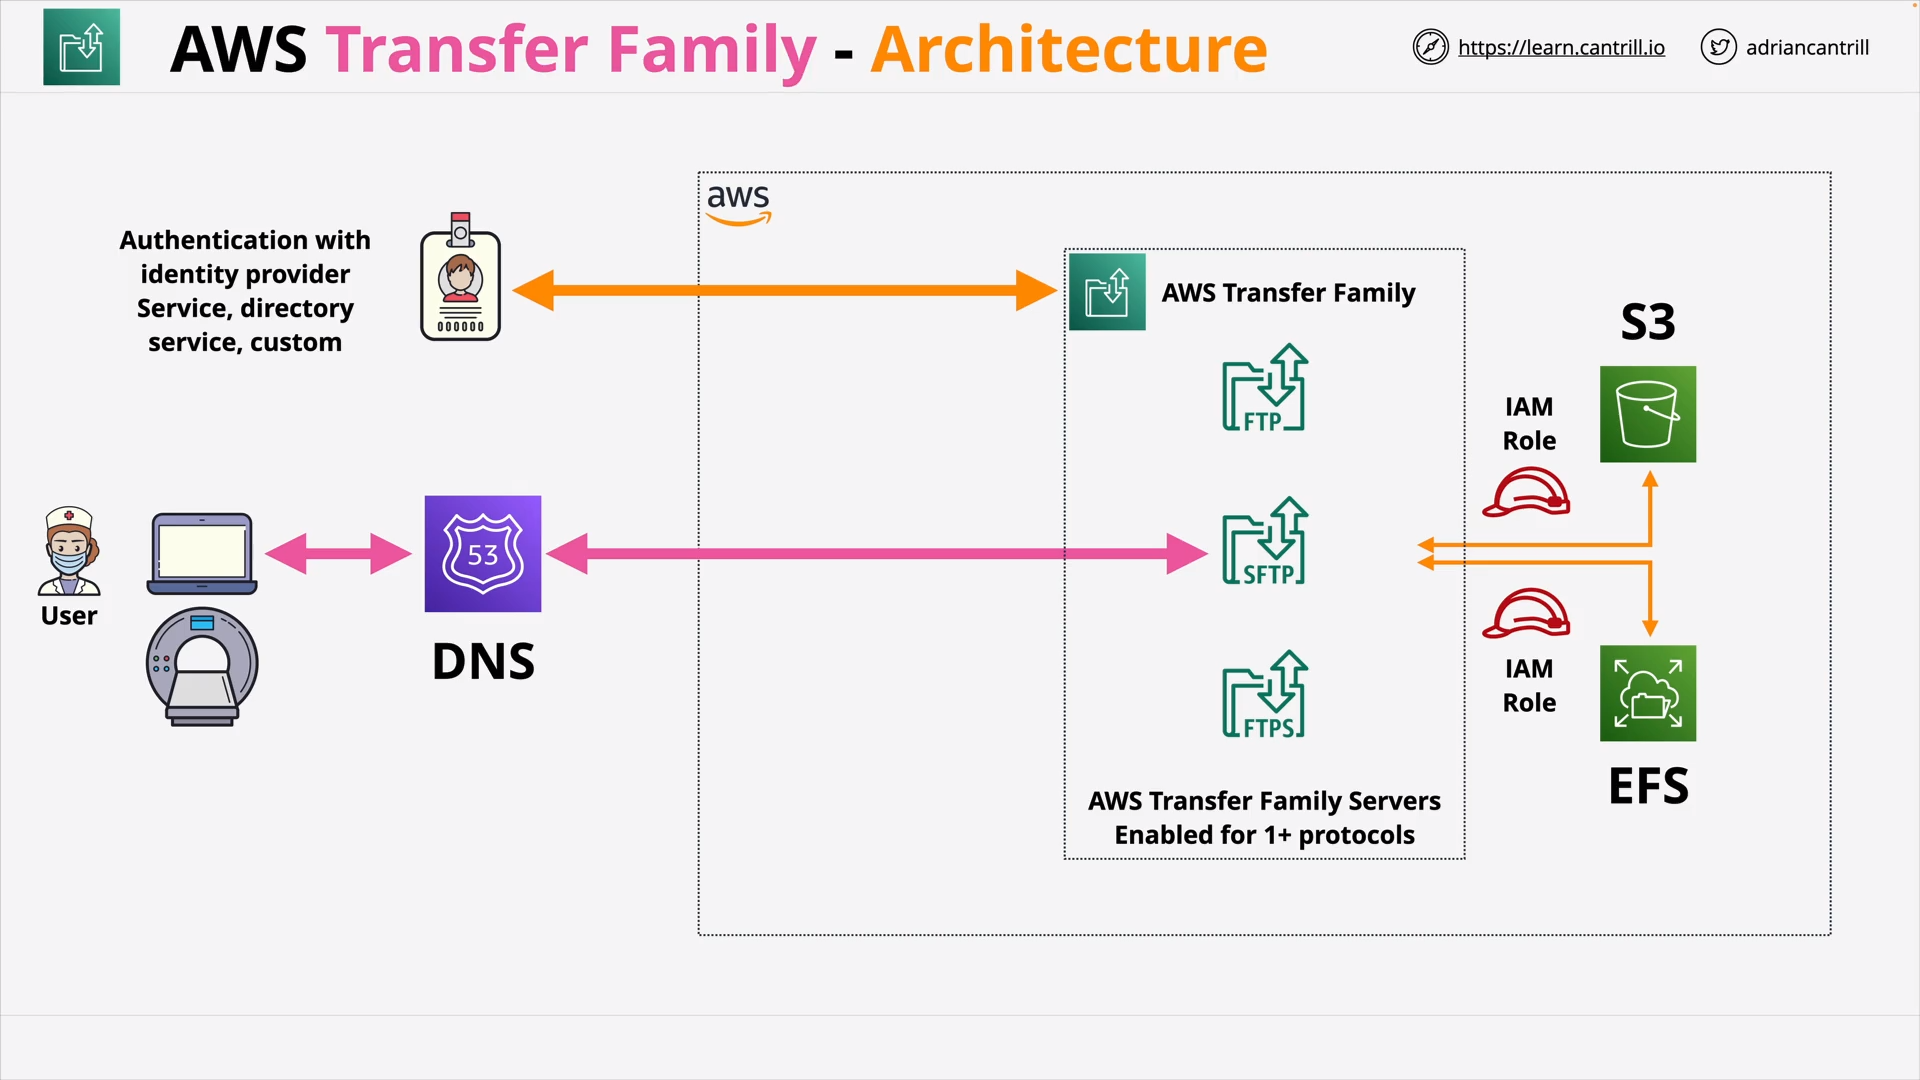 AWS Transfer Family - Architecture
https://learn.cantrill.io
adriancantrill
aws
Authentication with
identity provider
Service, directory
service, custom
000000
AWS Transfer Family
FTP
S3
IAM
Role
User
53
DNS
SFTP
FTPS
IAM
Role
EFS
AWS Transfer Family Servers
Enabled for 1+ protocols